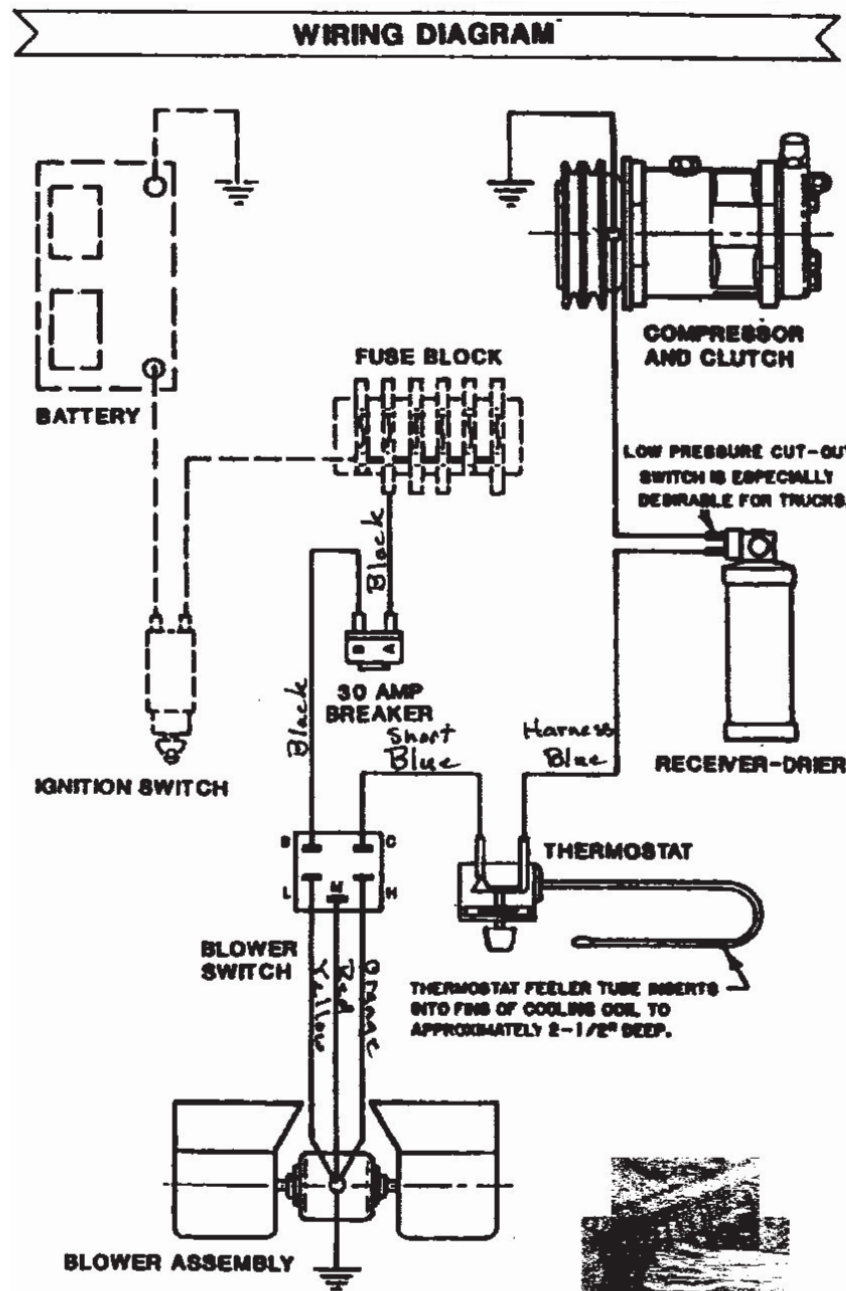 WIRING DIAGRAM
BATTERY
FUSE BLOCK
COMPRESSOR
AND CLUTCH
LOW PRESSURE CUT-OUT
SWITCH IS ESPECIALLY
DESIRABLE FOR TRUCKS.
Black
B A
30 AMP
BREAKER
Black
Short
Blue
Harness
Blue
IGNITION SWITCH
RECEIVER-DRIER
B C
L M H
THERMOSTAT
BLOWER
SWITCH
Yellow
Red
Orange
THERMOSTAT FEELER TUBE INSERTS
INTO FINS OF COOLING COIL TO
APPROXIMATELY 2-1/2" DEEP.
BLOWER ASSEMBLY